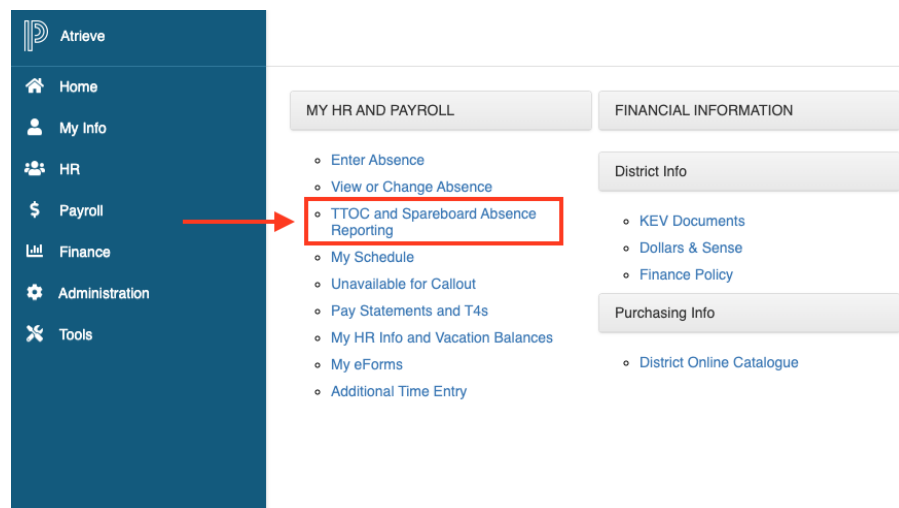 Atrieve
Home
My Info
HR
Payroll
Finance
Administration
Tools
MY HR AND PAYROLL
Enter Absence
View or Change Absence
TTOC and Spareboard Absence
Reporting
My Schedule
Unavailable for Callout
Pay Statements and T4s
My HR Info and Vacation Balances
My eForms
Additional Time Entry
FINANCIAL INFORMATION
District Info
KEV Documents
Dollars & Sense
Finance Policy
Purchasing Info
District Online Catalogue